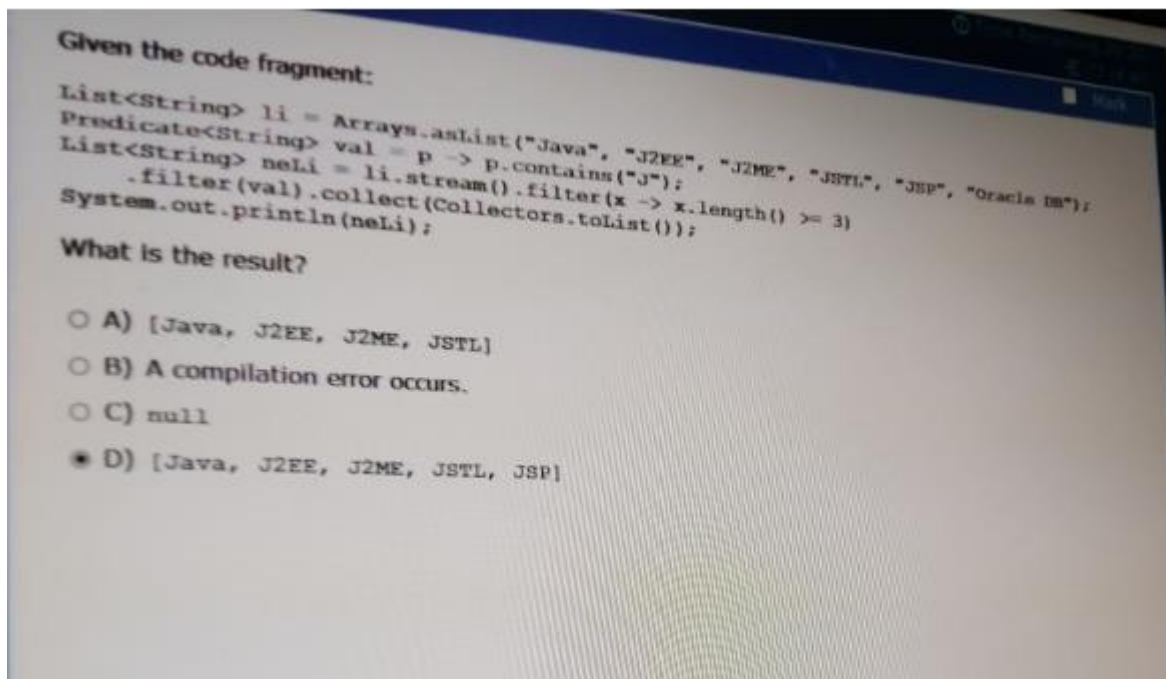 Mark
Given the code fragment:
List<String> li = Arrays.asList("Java", "J2EE", "J2ME", "JSTL", "JSP", "Oracle DB");
Predicate<String> val = p -> p.contains("J");
List<String> neLi = li.stream().filter(x -> x.length() >= 3)
.filter(val).collect(Collectors.toList());
System.out.println(neLi);
What is the result?
A) [Java, J2EE, J2ME, JSTL]
B) A compilation error occurs.
C) null
D) [Java, J2EE, J2ME, JSTL, JSP]